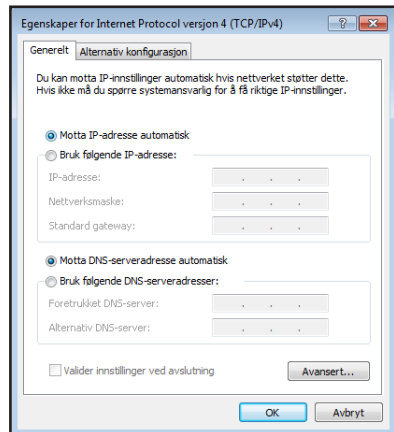 Egenskaper for Internet Protocol versjon 4 (TCP/IPv4)
Generelt
Alternativ konfigurasjon
Du kan motta IP-innstillinger automatisk hvis nettverket støtter dette.
Hvis ikke må du spørre systemansvarlig for å få riktige IP-innstillinger.
Motta IP-adresse automatisk
Bruk følgende IP-adresse:
IP-adresse:
Nettverksmaske:
Standard gateway:
Motta DNS-serveradresse automatisk
Bruk følgende DNS-serveradresser:
Foretrukket DNS-server:
Alternativ DNS-server:
Valider innstillinger ved avslutning
Avansert...
OK
Avbryt